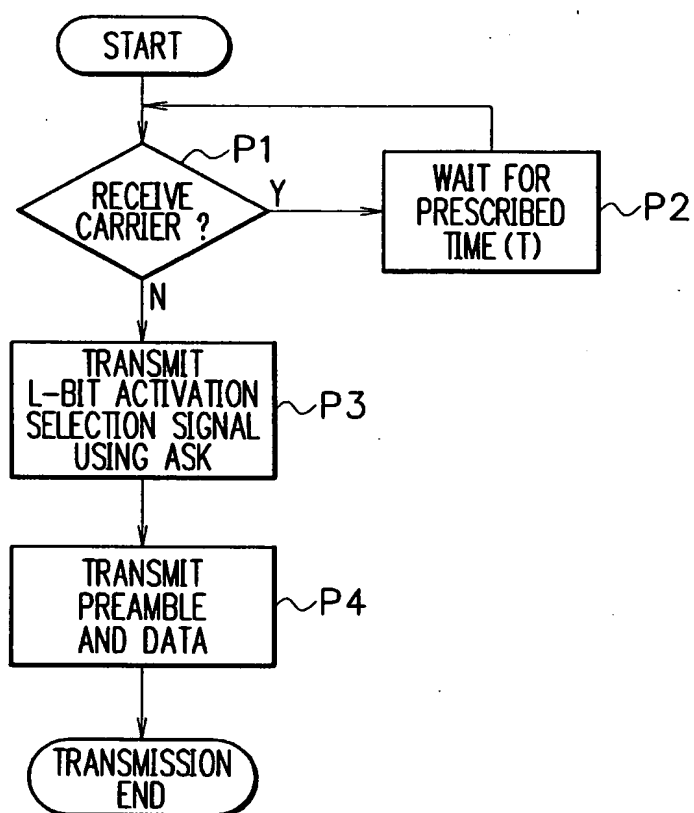 START
P1
RECEIVE
CARRIER ?
Y
WAIT FOR
PRESCRIBED
TIME (T)
P2
N
TRANSMIT
L-BIT ACTIVATION
SELECTION SIGNAL
USING ASK
P3
TRANSMIT
PREAMBLE
AND DATA
P4
TRANSMISSION
END